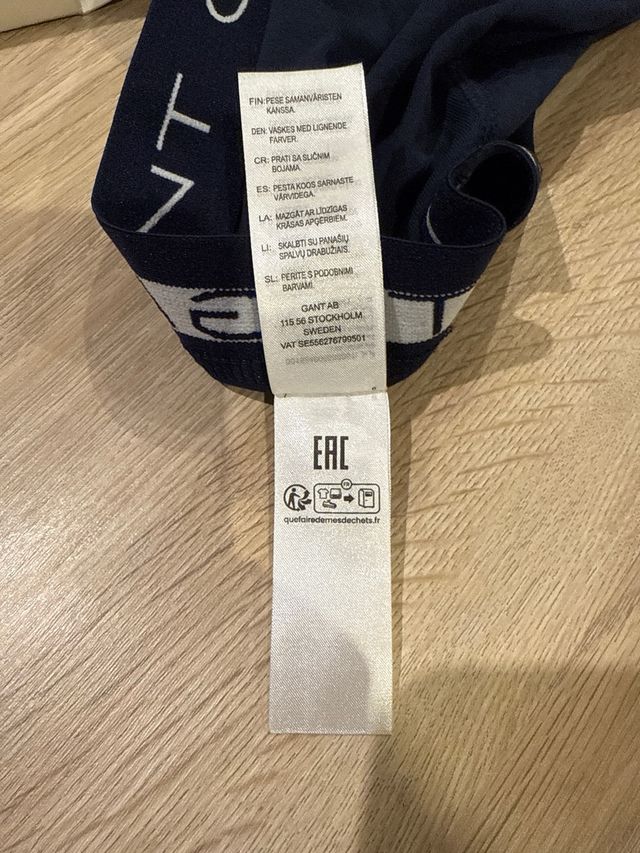 NT G
FIN: PESE SAMANVÄRISTEN
KANSSA.
DEN: VASKES MED LIGNENDE
FARVER.
CR: PRATI SA SLIČNIM
BOJAMA.
ES: PESTA KOOS SARNASTE
VÄRVIDEGA.
LA: MAZGĀT AR LĪDZĪGAS
KRĀSAS APĢĒRBIEM.
LI: SKALBTI SU PANAŠIŲ
SPALVŲ DRABUŽIAIS.
SL: PERITE S PODOBNIMI
BARVAMI.
GANT AB
115 56 STOCKHOLM
SWEDEN
VAT SE556276799501
EAC
FR
quefairedemesdechets.fr